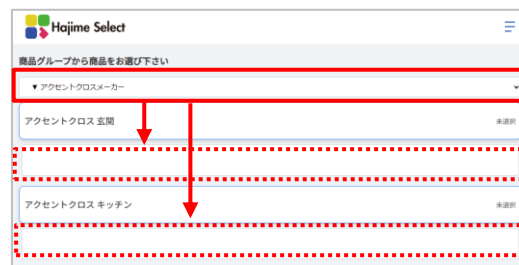 Hajime Select
商品グループから商品をお選び下さい
▼ アクセントクロスメーカー
アクセントクロス 玄関
未選択
アクセントクロス キッチン
未選択